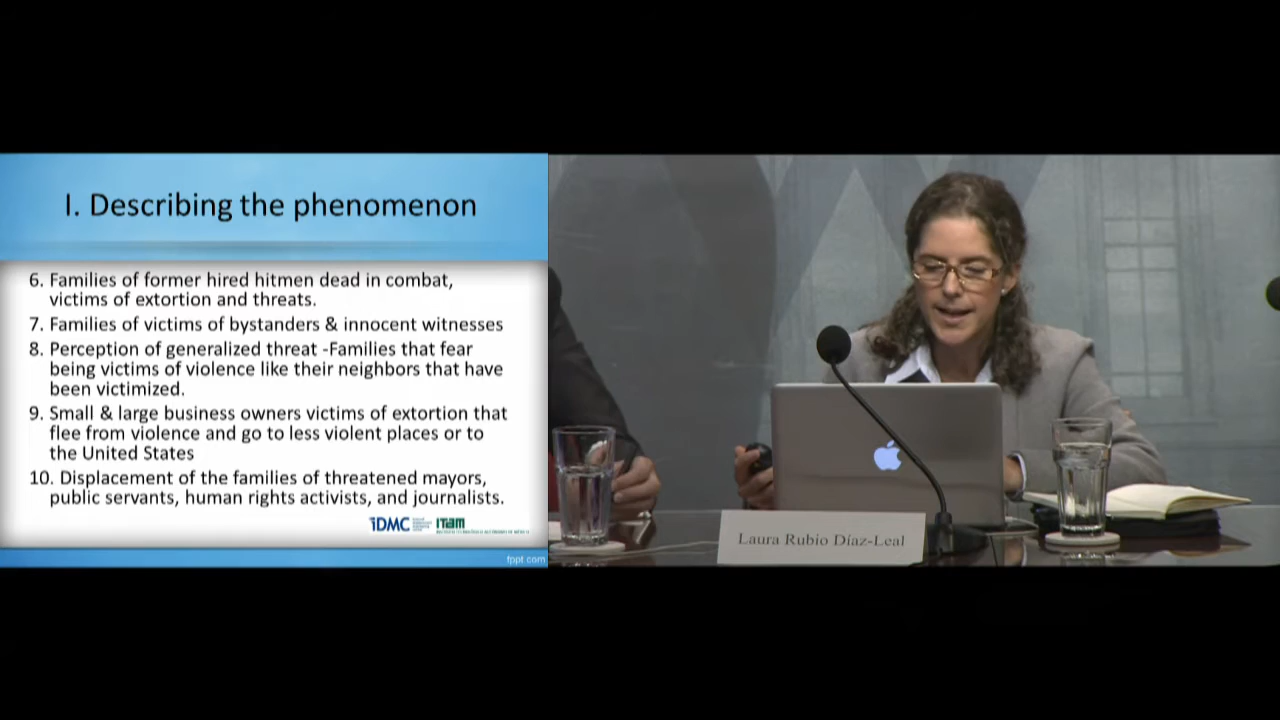 I. Describing the phenomenon
6. Families of former hired hitmen dead in combat,
victims of extortion and threats.
7. Families of victims of bystanders & innocent witnesses
8. Perception of generalized threat -Families that fear
being victims of violence like their neighbors that have
been victimized.
9. Small & large business owners victims of extortion that
flee from violence and go to less violent places or to
the United States
10. Displacement of the families of threatened mayors,
public servants, human rights activists, and journalists.
iDMC
ITAM
fppt.com
Laura Rubio Díaz-Leal